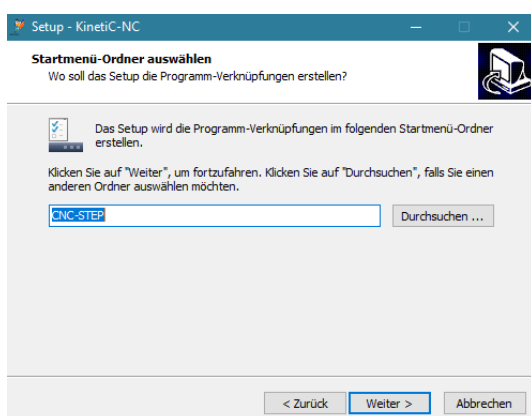 Setup - KinetiC-NC
Startmenü-Ordner auswählen
Wo soll das Setup die Programm-Verknüpfungen erstellen?
Das Setup wird die Programm-Verknüpfungen im folgenden Startmenü-Ordner
erstellen.
Klicken Sie auf "Weiter", um fortzufahren. Klicken Sie auf "Durchsuchen", falls Sie einen
anderen Ordner auswählen möchten.
CNC-STEP
Durchsuchen ...
< Zurück
Weiter >
Abbrechen